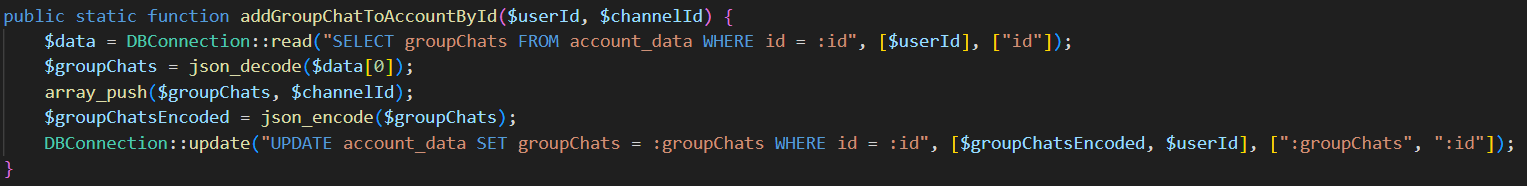 public static function addGroupChatToAccountById($userId, $channelId) {
    $data = DBConnection::read("SELECT groupChats FROM account_data WHERE id = :id", [$userId], ["id"]);
    $groupChats = json_decode($data[0]);
    array_push($groupChats, $channelId);
    $groupChatsEncoded = json_encode($groupChats);
    DBConnection::update("UPDATE account_data SET groupChats = :groupChats WHERE id = :id", [$groupChatsEncoded, $userId], [":groupChats", ":id"]);
}